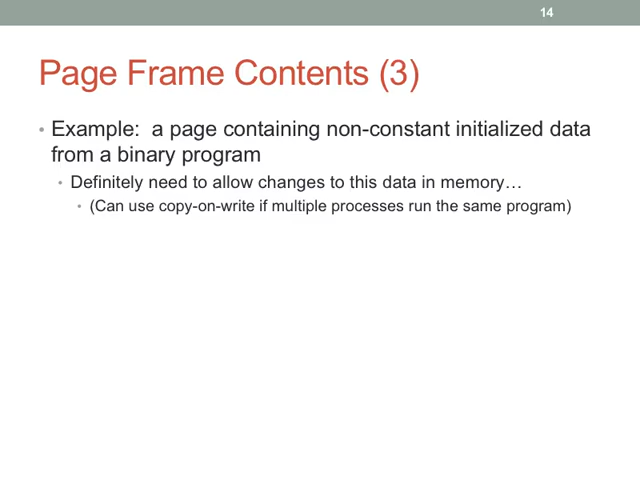 14
Page Frame Contents (3)
• Example:  a page containing non-constant initialized data
from a binary program
• Definitely need to allow changes to this data in memory…
• (Can use copy-on-write if multiple processes run the same program)